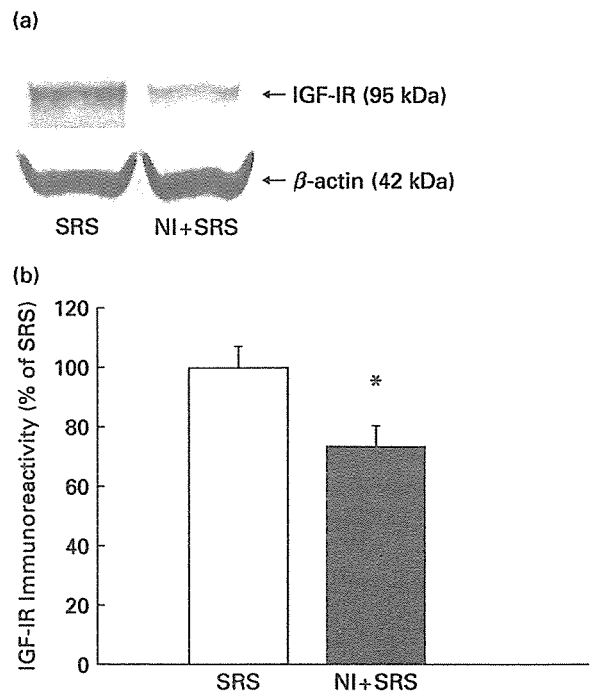 (a)
← IGF-IR (95 kDa)
← β-actin (42 kDa)
SRS NI+SRS
(b)
IGF-IR Immunoreactivity (% of SRS)
120
100
80
60
40
20
0
*
SRS NI+SRS